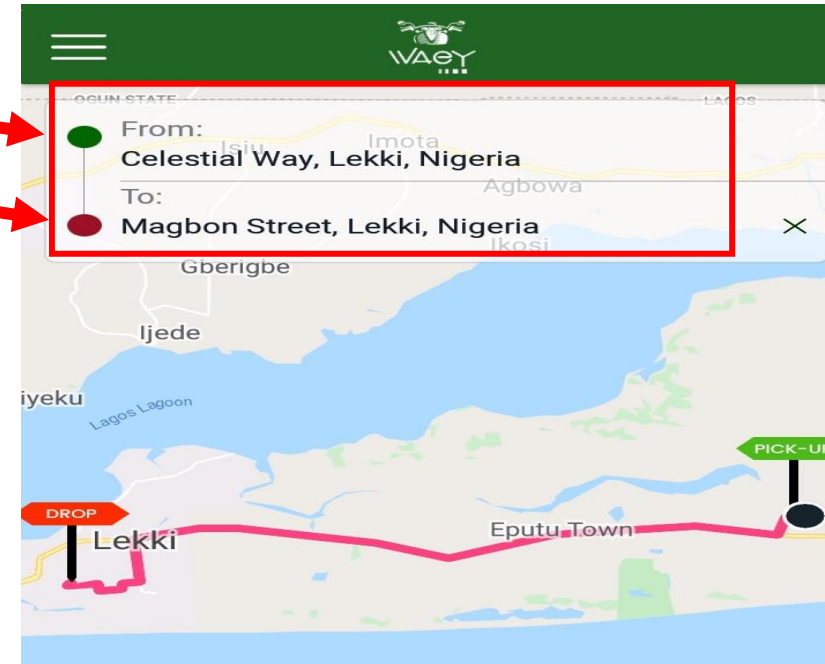 WAEY
OGUN STATE
LAGOS
From:
Isiu
Imota
Celestial Way, Lekki, Nigeria
Agbowa
To:
Magbon Street, Lekki, Nigeria
Ikosi
Gberigbe
Ijede
iyeku
Lagos Lagoon
PICK-UP
DROP
Lekki
Eputu Town